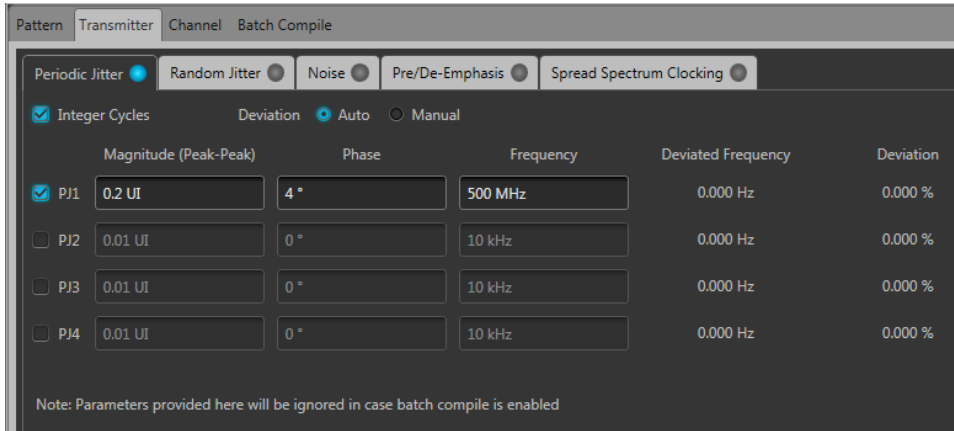 Pattern Transmitter Channel Batch Compile
Periodic Jitter Random Jitter Noise Pre/De-Emphasis Spread Spectrum Clocking
Integer Cycles Deviation Auto Manual
Magnitude (Peak-Peak) Phase Frequency Deviated Frequency Deviation
PJ1 0.2 UI 4 ° 500 MHz 0.000 Hz 0.000 %
PJ2 0.01 UI 0 ° 10 kHz 0.000 Hz 0.000 %
PJ3 0.01 UI 0 ° 10 kHz 0.000 Hz 0.000 %
PJ4 0.01 UI 0 ° 10 kHz 0.000 Hz 0.000 %
Note: Parameters provided here will be ignored in case batch compile is enabled